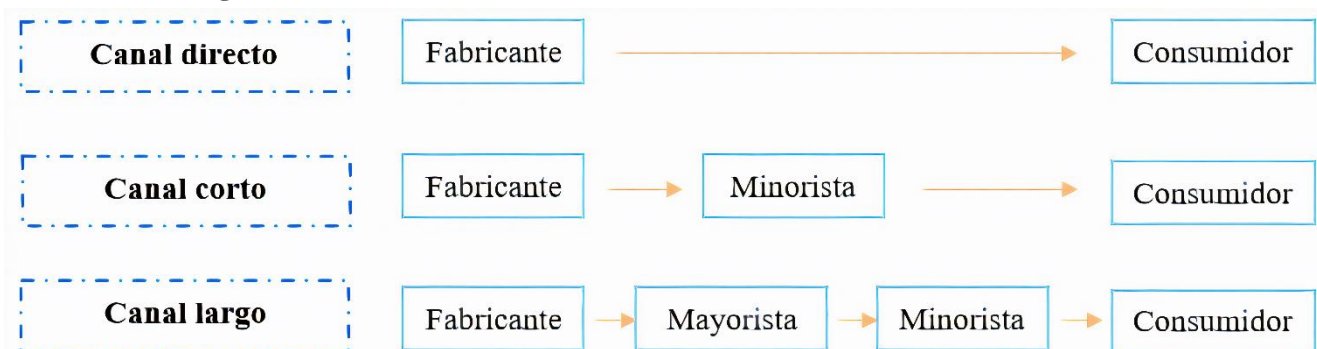 Canal directo Fabricante Consumidor
Canal corto Fabricante Minorista Consumidor
Canal largo Fabricante Mayorista Minorista Consumidor